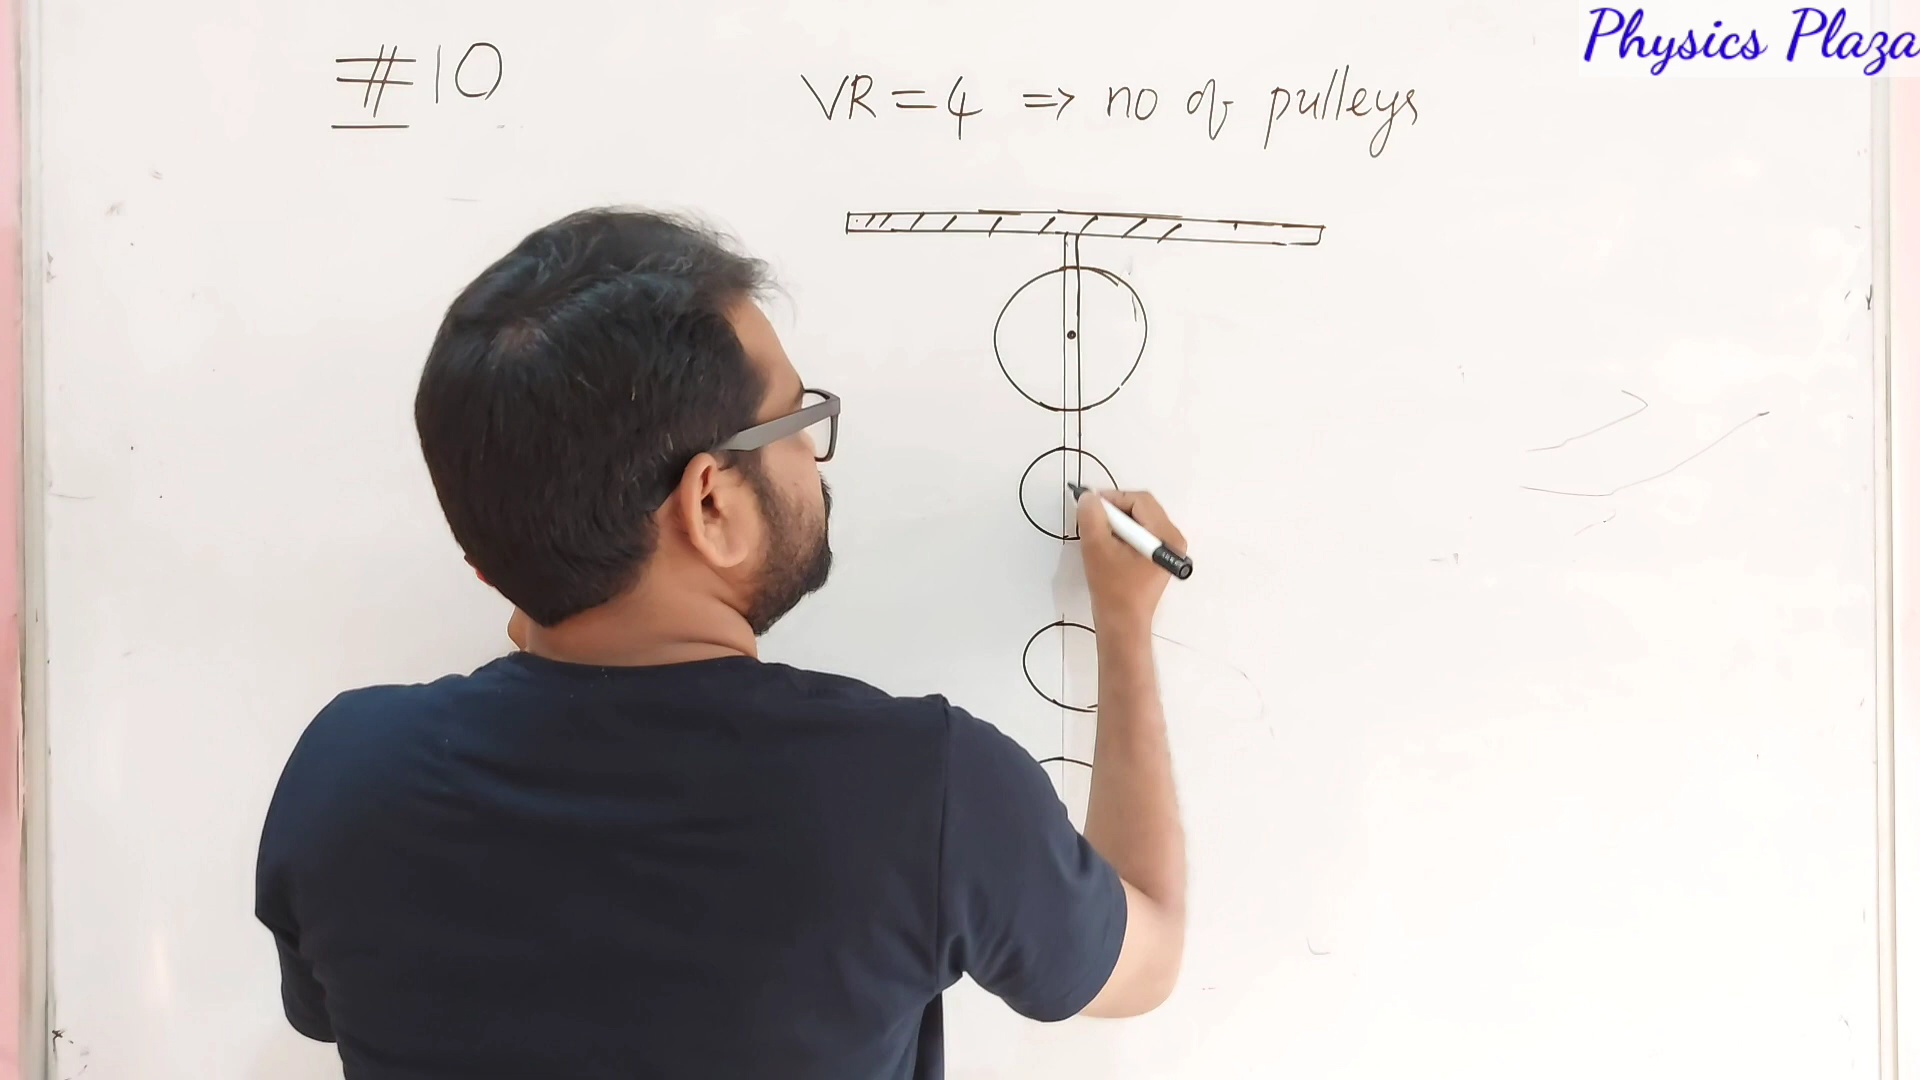 Physics Plaza
#10
VR = 4 => no of pulleys